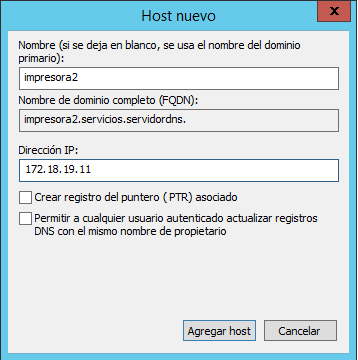 Host nuevo
x
Nombre (si se deja en blanco, se usa el nombre del dominio
primario):
impresora2
Nombre de dominio completo (FQDN):
impresora2.servicios.servidordns.
Dirección IP:
172.18.19.11
Crear registro del puntero (PTR) asociado
Permitir a cualquier usuario autenticado actualizar registros
DNS con el mismo nombre de propietario
Agregar host
Cancelar